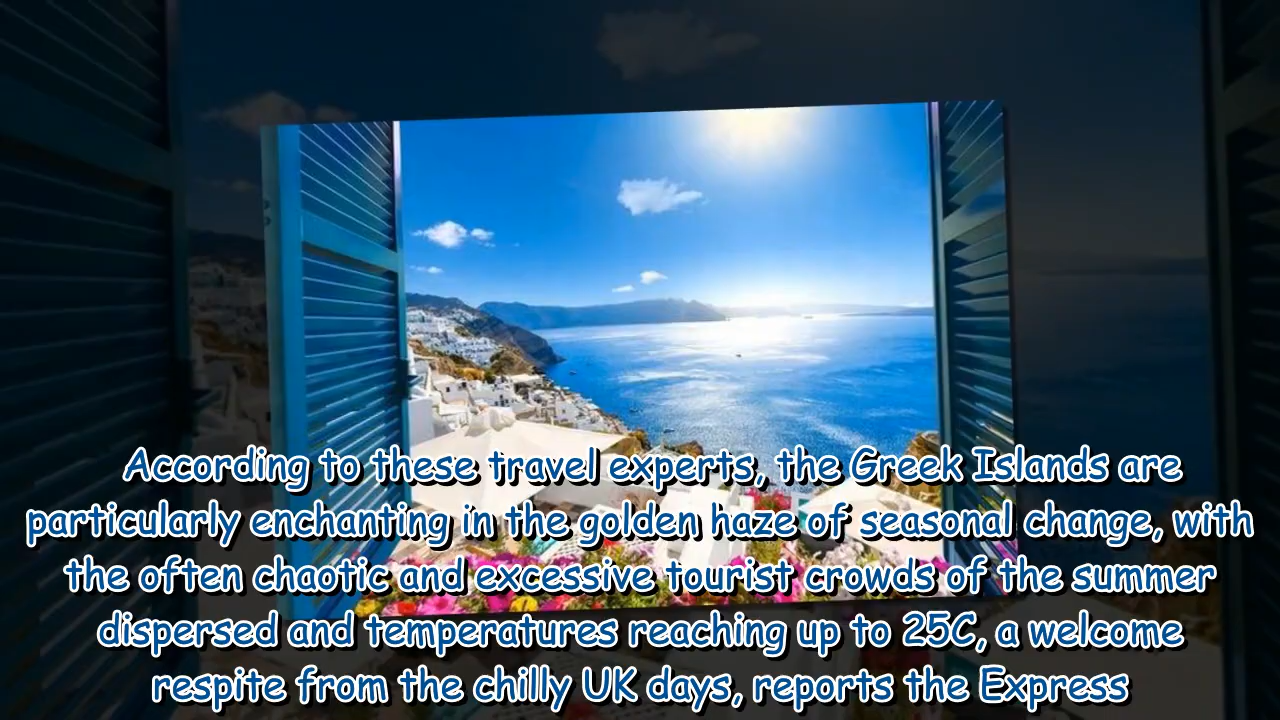 According to these travel experts, the Greek Islands are
particularly enchanting in the golden haze of seasonal change, with
the often chaotic and excessive tourist crowds of the summer
dispersed and temperatures reaching up to 25C, a welcome
respite from the chilly UK days, reports the Express